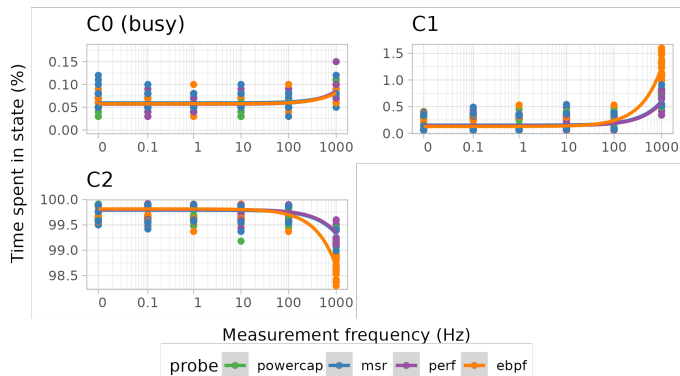 C0 (busy)
C1
Time spent in state (%)
0.15
0.10
0.05
0.00
0 0.1 1 10 100 1000
1.5
1.0
0.5
0.0
0 0.1 1 10 100 1000
C2
100.0
99.5
99.0
98.5
0 0.1 1 10 100 1000
Measurement frequency (Hz)
probe powercap msr perf ebpf